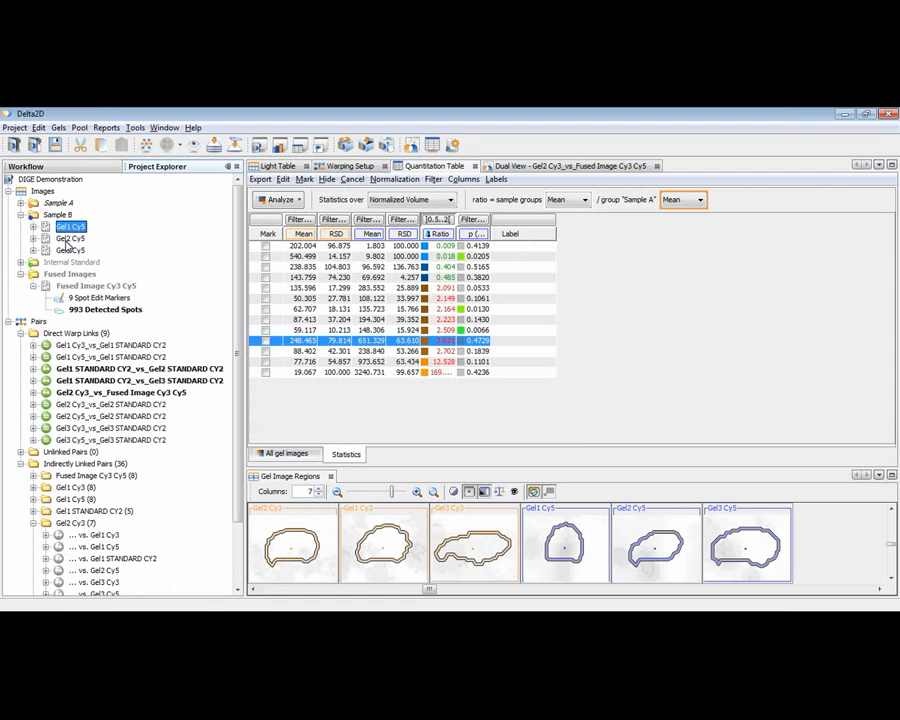 Delta2D
Project Edit Gels Pool Reports Tools Window Help
Workflow Project Explorer
DIGE Demonstration
Images
Sample A
Sample B
Gel1 Cy5
Gel2 Cy5
Gel3 Cy5
Internal Standard
Fused Images
Fused Image Cy3 Cy5
9 Spot Edit Markers
993 Detected Spots
Pairs
Direct Warp Links (9)
Gel1 Cy3_vs_Gel1 STANDARD CY2
Gel1 Cy5_vs_Gel1 STANDARD CY2
Gel1 STANDARD CY2_vs_Gel2 STANDARD CY2
Gel1 STANDARD CY2_vs_Gel3 STANDARD CY2
Gel2 Cy3_vs_Fused Image Cy3 Cy5
Gel2 Cy3_vs_Gel2 STANDARD CY2
Gel2 Cy5_vs_Gel2 STANDARD CY2
Gel3 Cy3_vs_Gel3 STANDARD CY2
Gel3 Cy5_vs_Gel3 STANDARD CY2
Unlinked Pairs (0)
Indirectly Linked Pairs (36)
Fused Image Cy3 Cy5 (8)
Gel1 Cy3 (8)
Gel1 Cy5 (8)
Gel1 STANDARD CY2 (5)
Gel2 Cy3 (7)
... vs. Gel1 Cy3
... vs. Gel1 Cy5
... vs. Gel1 STANDARD CY2
... vs. Gel2 Cy5
... vs. Gel3 Cy3
... vs. Gel3 Cy5
Light Table Warping Setup Quantitation Table Dual View - Gel2 Cy3_vs_Fused Image Cy3 Cy5
Export Edit Mark Hide Cancel Normalization Filter Columns Labels
Analyze Statistics over Normalized Volume ratio = sample groups Mean / group "Sample A" Mean
Filter... Filter... Filter... Filter... ]0.5..2[ Filter...
Mark Mean RSD Mean RSD Ratio p (... Label
202.004 96.875 1.803 100.000 0.009 0.4139
540.499 14.157 9.802 100.000 0.018 0.0205
238.835 104.803 96.592 136.763 0.404 0.5165
143.759 74.230 69.692 4.257 0.485 0.3820
135.596 17.299 283.552 25.889 2.091 0.0533
50.305 27.781 108.122 33.997 2.149 0.1061
62.707 18.131 135.723 15.766 2.164 0.0130
87.413 37.204 194.304 39.352 2.223 0.1430
59.117 10.213 148.306 15.924 2.509 0.0066
248.465 79.814 651.329 63.610 2.621 0.4729
88.402 42.301 238.840 53.266 2.702 0.1839
77.716 54.857 973.652 63.434 12.528 0.1101
19.067 100.000 3240.731 99.657 169.... 0.4236
All gel images Statistics
Gel Image Regions
Columns: 7
Gel2 Cy3 Gel1 Cy3 Gel3 Cy3 Gel1 Cy5 Gel2 Cy5 Gel3 Cy5